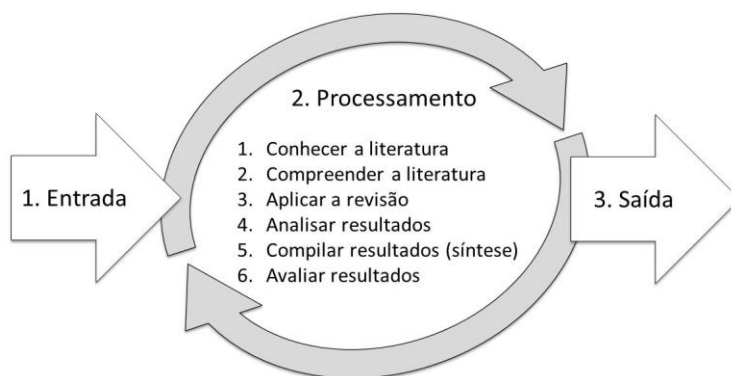 2. Processamento
1. Conhecer a literatura
2. Compreender a literatura
3. Aplicar a revisão
4. Analisar resultados
5. Compilar resultados (síntese)
6. Avaliar resultados
1. Entrada
3. Saída